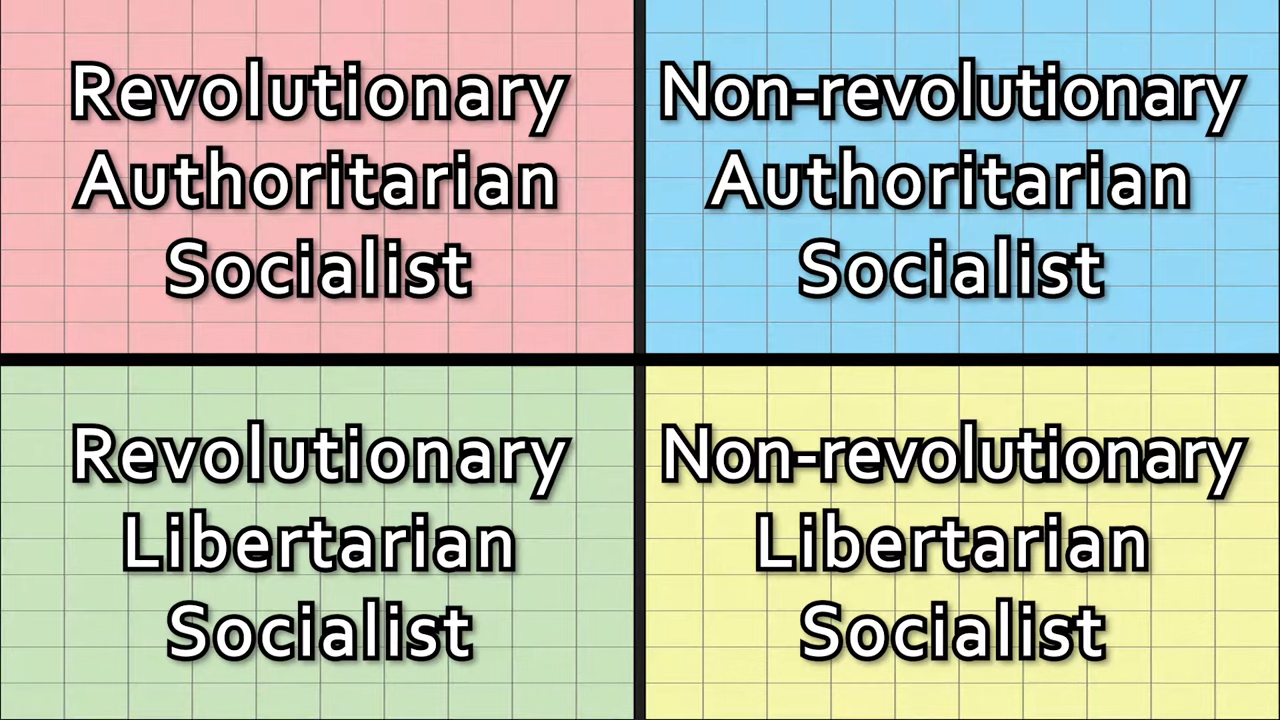 Revolutionary
Authoritarian
Socialist
Non-revolutionary
Authoritarian
Socialist
Revolutionary
Libertarian
Socialist
Non-revolutionary
Libertarian
Socialist